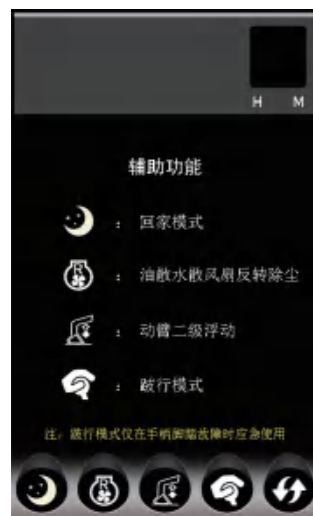 H M
辅助功能
： 回家模式
R ： 油散水散风扇反转除尘
： 动臂二级浮动
： 跛行模式
注：跛行模式仅在手柄脚踏故障时应急使用
R